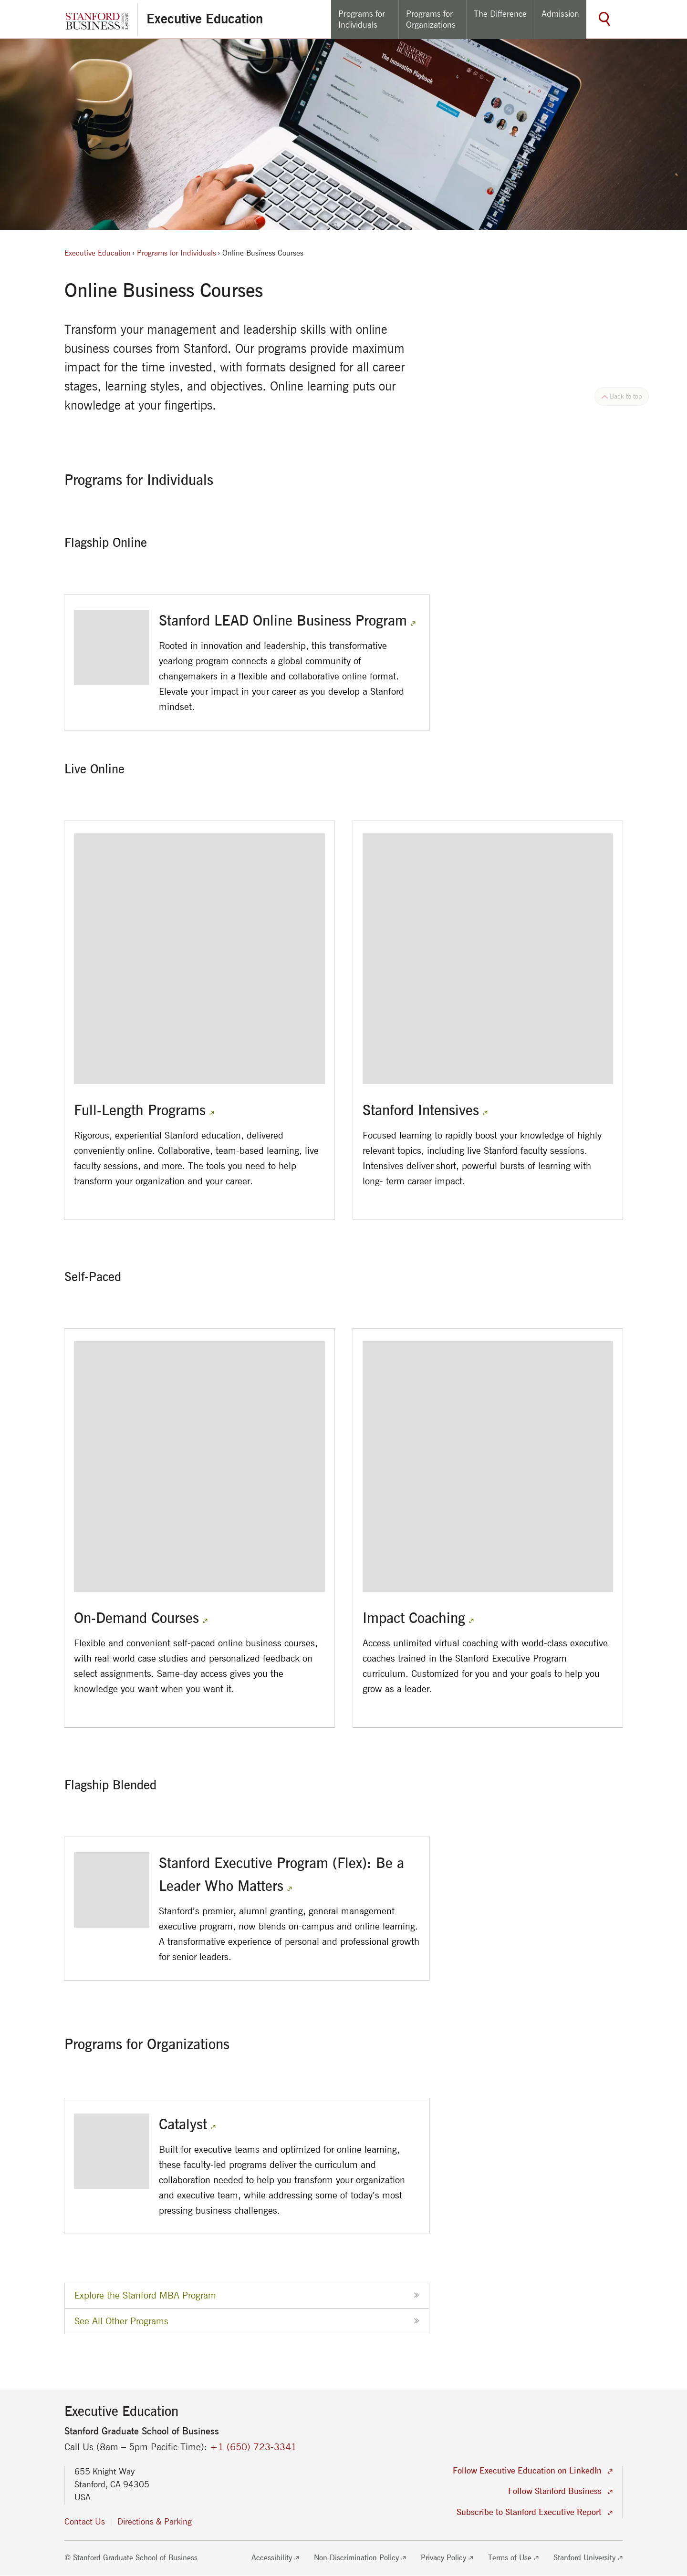 STANFORD
BUSINESS
Executive Education
Programs for
Individuals
Programs for
Organizations
The Difference
Admission
STANFORD
BUSINESS
The Innovation Playbook
Executive Education › Programs for Individuals › Online Business Courses
Online Business Courses
Transform your management and leadership skills with online
business courses from Stanford. Our programs provide maximum
impact for the time invested, with formats designed for all career
stages, learning styles, and objectives. Online learning puts our
knowledge at your fingertips.
Back to top
Programs for Individuals
Flagship Online
Stanford LEAD Online Business Program
Rooted in innovation and leadership, this transformative
yearlong program connects a global community of
changemakers in a flexible and collaborative online format.
Elevate your impact in your career as you develop a Stanford
mindset.
Live Online
Full-Length Programs
Rigorous, experiential Stanford education, delivered
conveniently online. Collaborative, team-based learning, live
faculty sessions, and more. The tools you need to help
transform your organization and your career.
Stanford Intensives
Focused learning to rapidly boost your knowledge of highly
relevant topics, including live Stanford faculty sessions.
Intensives deliver short, powerful bursts of learning with
long- term career impact.
Self-Paced
On-Demand Courses
Flexible and convenient self-paced online business courses,
with real-world case studies and personalized feedback on
select assignments. Same-day access gives you the
knowledge you want when you want it.
Impact Coaching
Access unlimited virtual coaching with world-class executive
coaches trained in the Stanford Executive Program
curriculum. Customized for you and your goals to help you
grow as a leader.
Flagship Blended
Stanford Executive Program (Flex): Be a
Leader Who Matters
Stanford's premier, alumni granting, general management
executive program, now blends on-campus and online learning.
A transformative experience of personal and professional growth
for senior leaders.
Programs for Organizations
Catalyst
Built for executive teams and optimized for online learning,
these faculty-led programs deliver the curriculum and
collaboration needed to help you transform your organization
and executive team, while addressing some of today's most
pressing business challenges.
Explore the Stanford MBA Program
See All Other Programs
Executive Education
Stanford Graduate School of Business
Call Us (8am – 5pm Pacific Time): +1 (650) 723-3341
655 Knight Way
Stanford, CA 94305
USA
Contact Us
Directions & Parking
Follow Executive Education on LinkedIn
Follow Stanford Business
Subscribe to Stanford Executive Report
© Stanford Graduate School of Business
Accessibility
Non-Discrimination Policy
Privacy Policy
Terms of Use
Stanford University